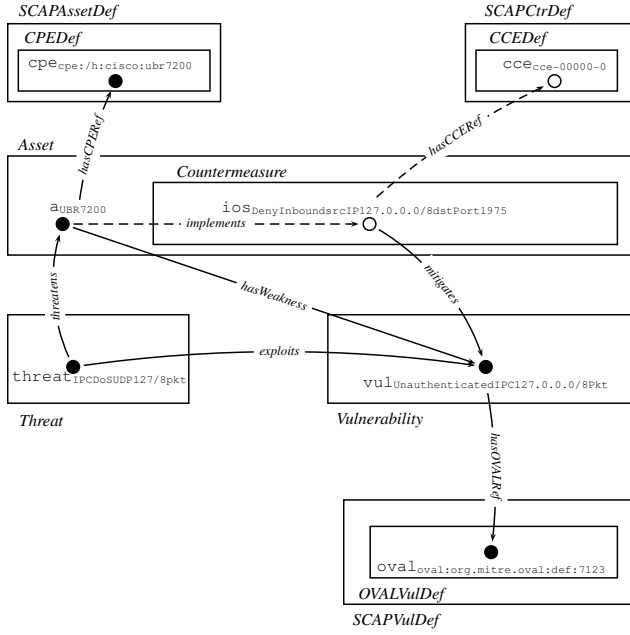 SCAPAssetDef
SCAPCtrDef
CPEDef
CCEDef
cpecpe:/h:cisco:ubr7200
ccecce-00000-0
hasCPERef
hasCCERef
Asset
Countermeasure
aUBR7200
iosDenyInboundsrcIP127.0.0.0/8dstPort1975
implements
threatens
hasWeakness
mitigates
exploits
threatIPCDoSUDP127/8pkt
vulUnauthenticatedIPC127.0.0.0/8Pkt
Threat
Vulnerability
hasOVALRef
ovaloval:org.mitre.oval:def:7123
OVALVulDef
SCAPVulDef